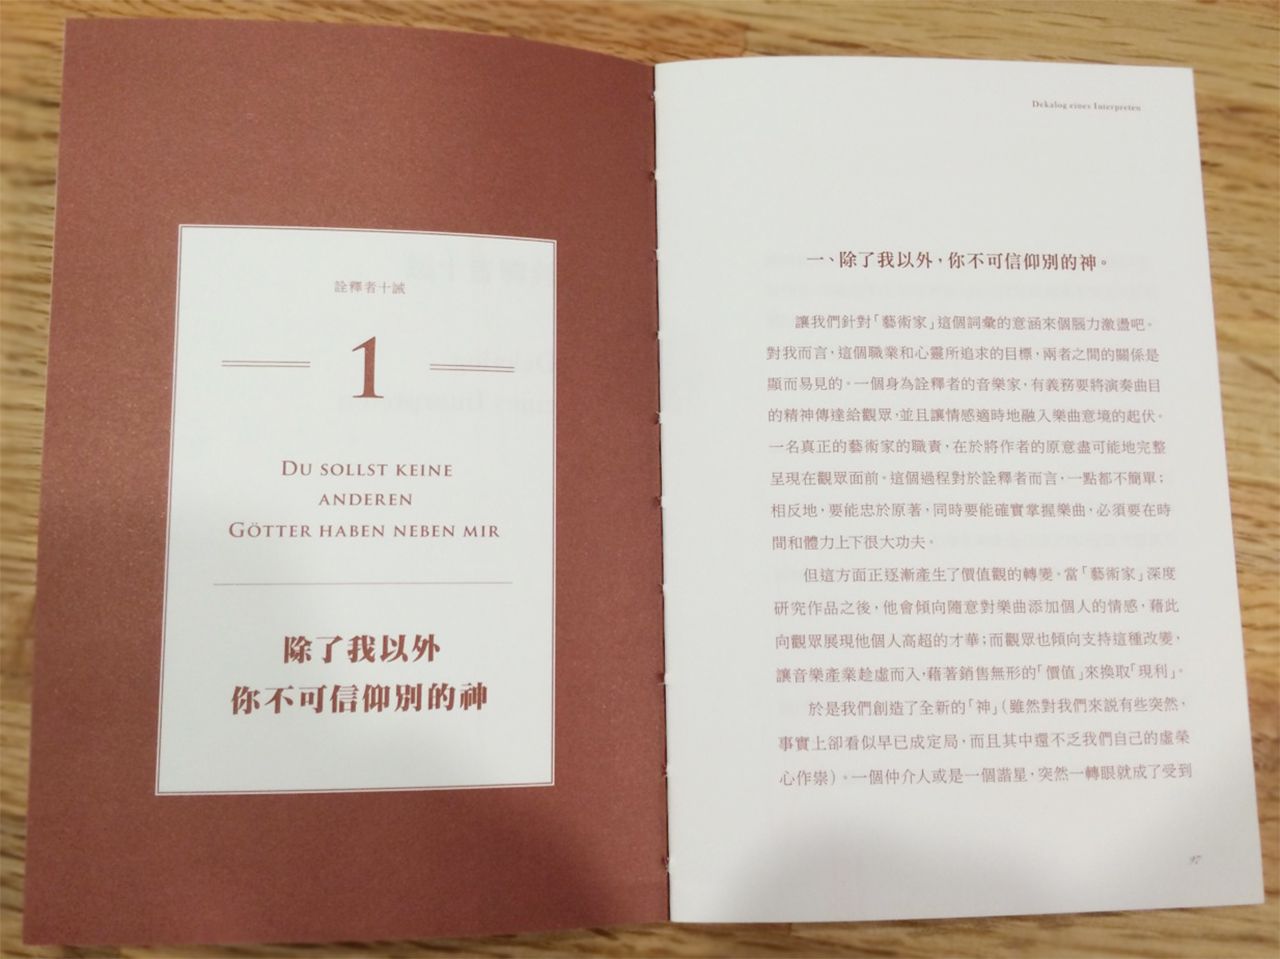 詮釋者十誡
1
DU SOLLST KEINE
ANDEREN
GÖTTER HABEN NEBEN MIR
除了我以外
你不可信仰別的神
Dekalog eines Interpreten
一、除了我以外，你不可信仰別的神。
讓我們針對「藝術家」這個詞彙的意涵來個腦力激盪吧。
對我而言，這個職業和心靈所追求的目標，兩者之間的關係是
顯而易見的。一個身為詮釋者的音樂家，有義務要將演奏曲目
的精神傳達給觀眾，並且讓情感適時地融入樂曲意境的起伏。
一名真正的藝術家的職責，在於將作者的原意盡可能地完整
呈現在觀眾面前。這個過程對於詮釋者而言，一點都不簡單；
相反地，要能忠於原著，同時要能確實掌握樂曲，必須要在時
間和體力上下很大功夫。
但這方面正逐漸產生了價值觀的轉變。當「藝術家」深度
研究作品之後，他會傾向隨意對樂曲添加個人的情感，藉此
向觀眾展現他個人高超的才華；而觀眾也傾向支持這種改變，
讓音樂產業趁虛而入，藉著銷售無形的「價值」來換取「現利」。
於是我們創造了全新的「神」（雖然對我們來說有些突然，
事實上卻看似早已成定局，而且其中還不乏我們自己的虛榮
心作祟）。一個仲介人或是一個諧星，突然一轉眼就成了受到
97